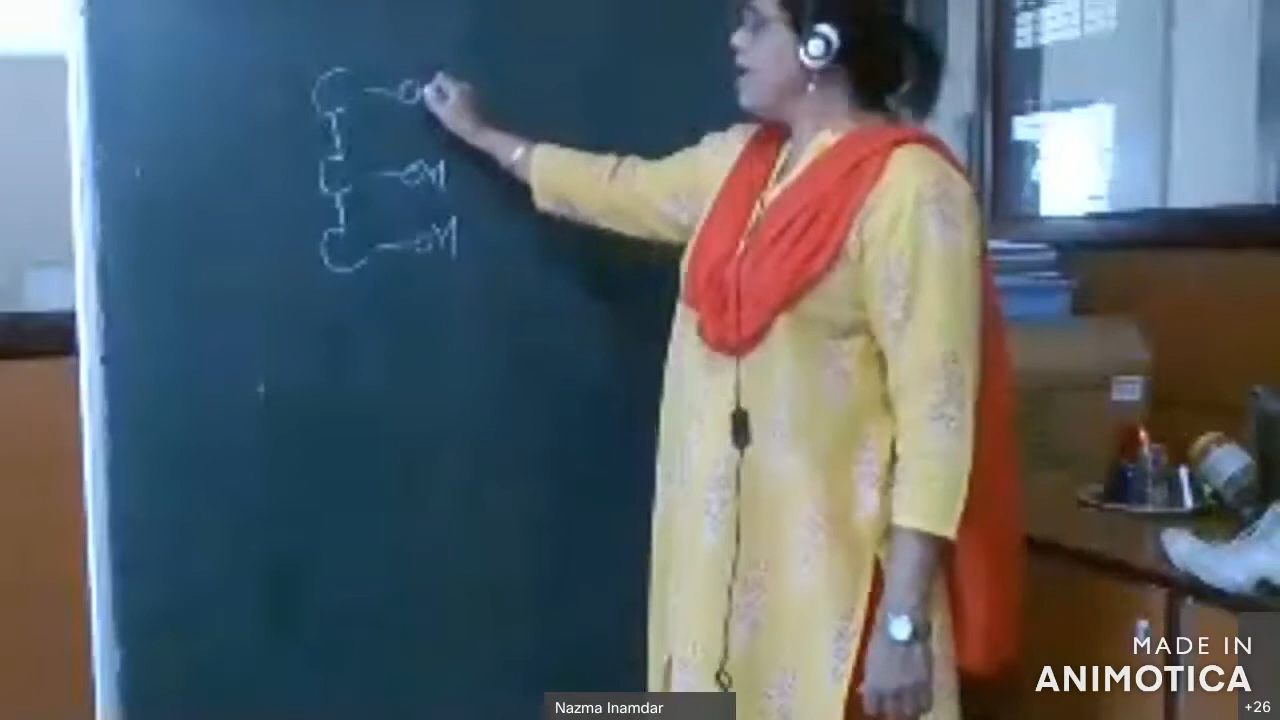 C - O
C - OH
C - OH
Nazma Inamdar
MADE IN
ANIMOTICA
+26